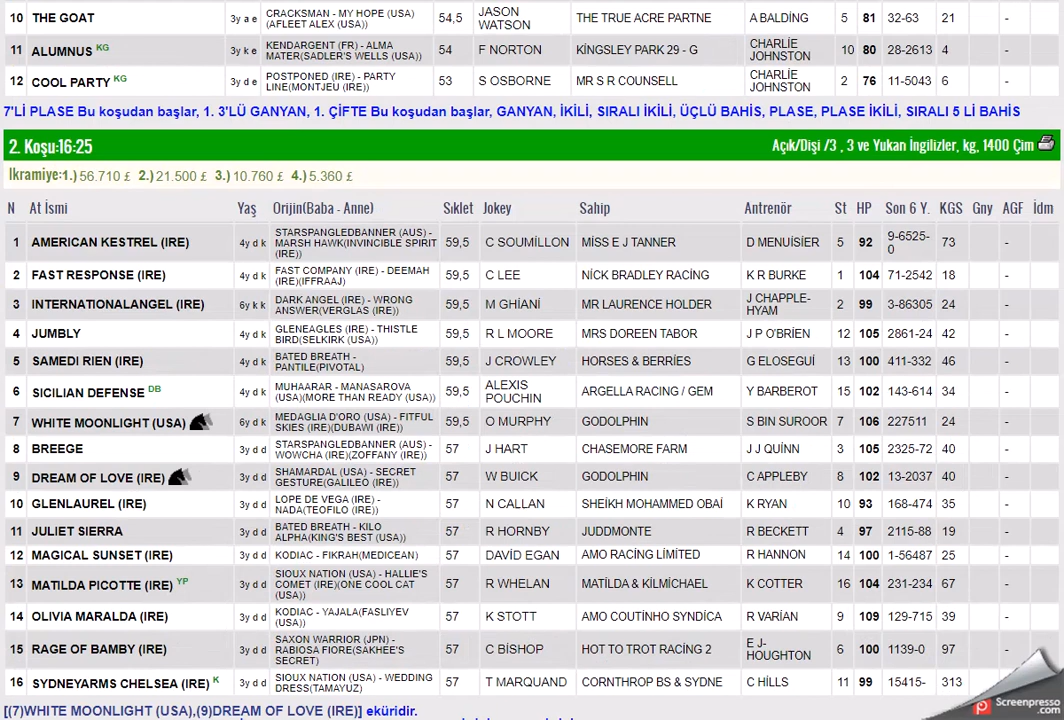 10 THE GOAT 3y a e CRACKSMAN - MY HOPE (USA) (AFLEET ALEX (USA)) 54,5 JASON WATSON THE TRUE ACRE PARTNE A BALDİNG 5 81 32-63 21 -
11 ALUMNUS KG 3y k e KENDARGENT (FR) - ALMA MATER(SADLER'S WELLS (USA)) 54 F NORTON KİNGSLEY PARK 29 - G CHARLİE JOHNSTON 10 80 28-2613 4 -
12 COOL PARTY KG 3y d e POSTPONED (IRE) - PARTY LINE(MONTJEU (IRE)) 53 S OSBORNE MR S R COUNSELL CHARLİE JOHNSTON 2 76 11-5043 6 -
7'Lİ PLASE Bu koşudan başlar, 1. 3'LÜ GANYAN, 1. ÇİFTE Bu koşudan başlar, GANYAN, İKİLİ, SIRALI İKİLİ, ÜÇLÜ BAHİS, PLASE, PLASE İKİLİ, SIRALI 5 Lİ BAHİS
2. Koşu:16:25 Açık/Dişi /3 , 3 ve Yukarı İngilizler, kg, 1400 Çim
Ikramiye:1.) 56.710 £ 2.) 21.500 £ 3.) 10.760 £ 4.) 5.360 £
N At İsmi Yaş Orijin(Baba - Anne) Sıklet Jokey Sahip Antrenör St HP Son 6 Y. KGS Gny AGF İdm
1 AMERICAN KESTREL (IRE) 4y d k STARSPANGLEDBANNER (AUS) - MARSH HAWK(INVINCIBLE SPIRIT (IRE)) 59,5 C SOUMİLLON MİSS E J TANNER D MENUİSİER 5 92 9-6525-0 73 -
2 FAST RESPONSE (IRE) 4y d k FAST COMPANY (IRE) - DEEMAH (IRE)(IFFRAAJ) 59,5 C LEE NİCK BRADLEY RACİNG K R BURKE 1 104 71-2542 18 -
3 INTERNATIONALANGEL (IRE) 6y k k DARK ANGEL (IRE) - WRONG ANSWER(VERGLAS (IRE)) 59,5 M GHİANİ MR LAURENCE HOLDER J CHAPPLE-HYAM 2 99 3-86305 24 -
4 JUMBLY 4y d k GLENEAGLES (IRE) - THISTLE BIRD(SELKIRK (USA)) 59,5 R L MOORE MRS DOREEN TABOR J P O'BRİEN 12 105 2861-24 42 -
5 SAMEDI RIEN (IRE) 4y d k BATED BREATH - PANTILE(PIVOTAL) 59,5 J CROWLEY HORSES & BERRİES G ELOSEGUİ 13 100 411-332 46 -
6 SICILIAN DEFENSE DB 4y d k MUHAARAR - MANASAROVA (USA)(MORE THAN READY (USA)) 59,5 ALEXIS POUCHIN ARGELLA RACING / GEM Y BARBEROT 15 102 143-614 34 -
7 WHITE MOONLIGHT (USA) 6y d k MEDAGLIA D'ORO (USA) - FITFUL SKIES (IRE)(DUBAWI (IRE)) 59,5 O MURPHY GODOLPHIN S BIN SUROOR 7 106 227511 24 -
8 BREEGE 3y d d STARSPANGLEDBANNER (AUS) - WOWCHA (IRE)(ZOFFANY (IRE)) 57 J HART CHASEMORE FARM J J QUİNN 3 105 2325-72 40 -
9 DREAM OF LOVE (IRE) 3y d d SHAMARDAL (USA) - SECRET GESTURE(GALILEO (IRE)) 57 W BUICK GODOLPHIN C APPLEBY 8 102 13-2037 40 -
10 GLENLAUREL (IRE) 3y d d LOPE DE VEGA (IRE) - NADA(TEOFILO (IRE)) 57 N CALLAN SHEİKH MOHAMMED OBAİ K RYAN 10 93 168-474 35 -
11 JULIET SIERRA 3y d d BATED BREATH - KILO ALPHA(KING'S BEST (USA)) 57 R HORNBY JUDDMONTE R BECKETT 4 97 2115-88 19 -
12 MAGICAL SUNSET (IRE) 3y d d KODIAC - FIKRAH(MEDICEAN) 57 DAVİD EGAN AMO RACİNG LİMİTED R HANNON 14 100 1-56487 25 -
13 MATILDA PICOTTE (IRE) YP 3y d d SIOUX NATION (USA) - HALLIE'S COMET (IRE)(ONE COOL CAT (USA)) 57 R WHELAN MATİLDA & KİLMİCHAEL K COTTER 16 104 231-234 67 -
14 OLIVIA MARALDA (IRE) 3y d d KODIAC - YAJALA(FASLIYEV (USA)) 57 K STOTT AMO COUTİNHO SYNDİCA R VARİAN 9 109 129-715 39 -
15 RAGE OF BAMBY (IRE) 3y d d SAXON WARRIOR (JPN) - RABIOSA FIORE(SAKHEE'S SECRET) 57 C BİSHOP HOT TO TROT RACİNG 2 E J-HOUGHTON 6 100 1139-0 97 -
16 SYDNEYARMS CHELSEA (IRE) K 3y d d SIOUX NATION (USA) - WEDDING DRESS(TAMAYUZ) 57 T MARQUAND CORNTHROP BS & SYDNE C HİLLS 11 99 15415- 313 -
[(7)WHITE MOONLIGHT (USA),(9)DREAM OF LOVE (IRE)] eküridir.
Screenpresso.com